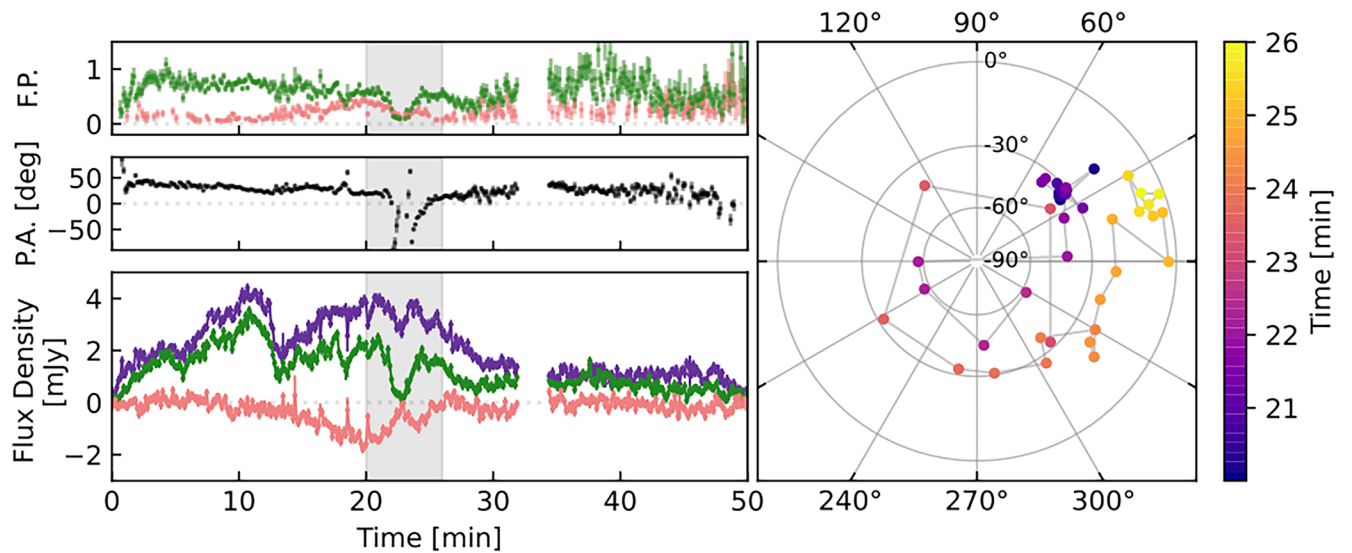 120° 90° 60°
1
0
F.P.
50
0
−50
P.A. [deg]
4
2
0
−2
Flux Density
[mJy]
0 10 20 30 40 50
Time [min]
0°
-30°
-60°
-90°
240° 270° 300°
26
25
24
23
22
21
Time [min]